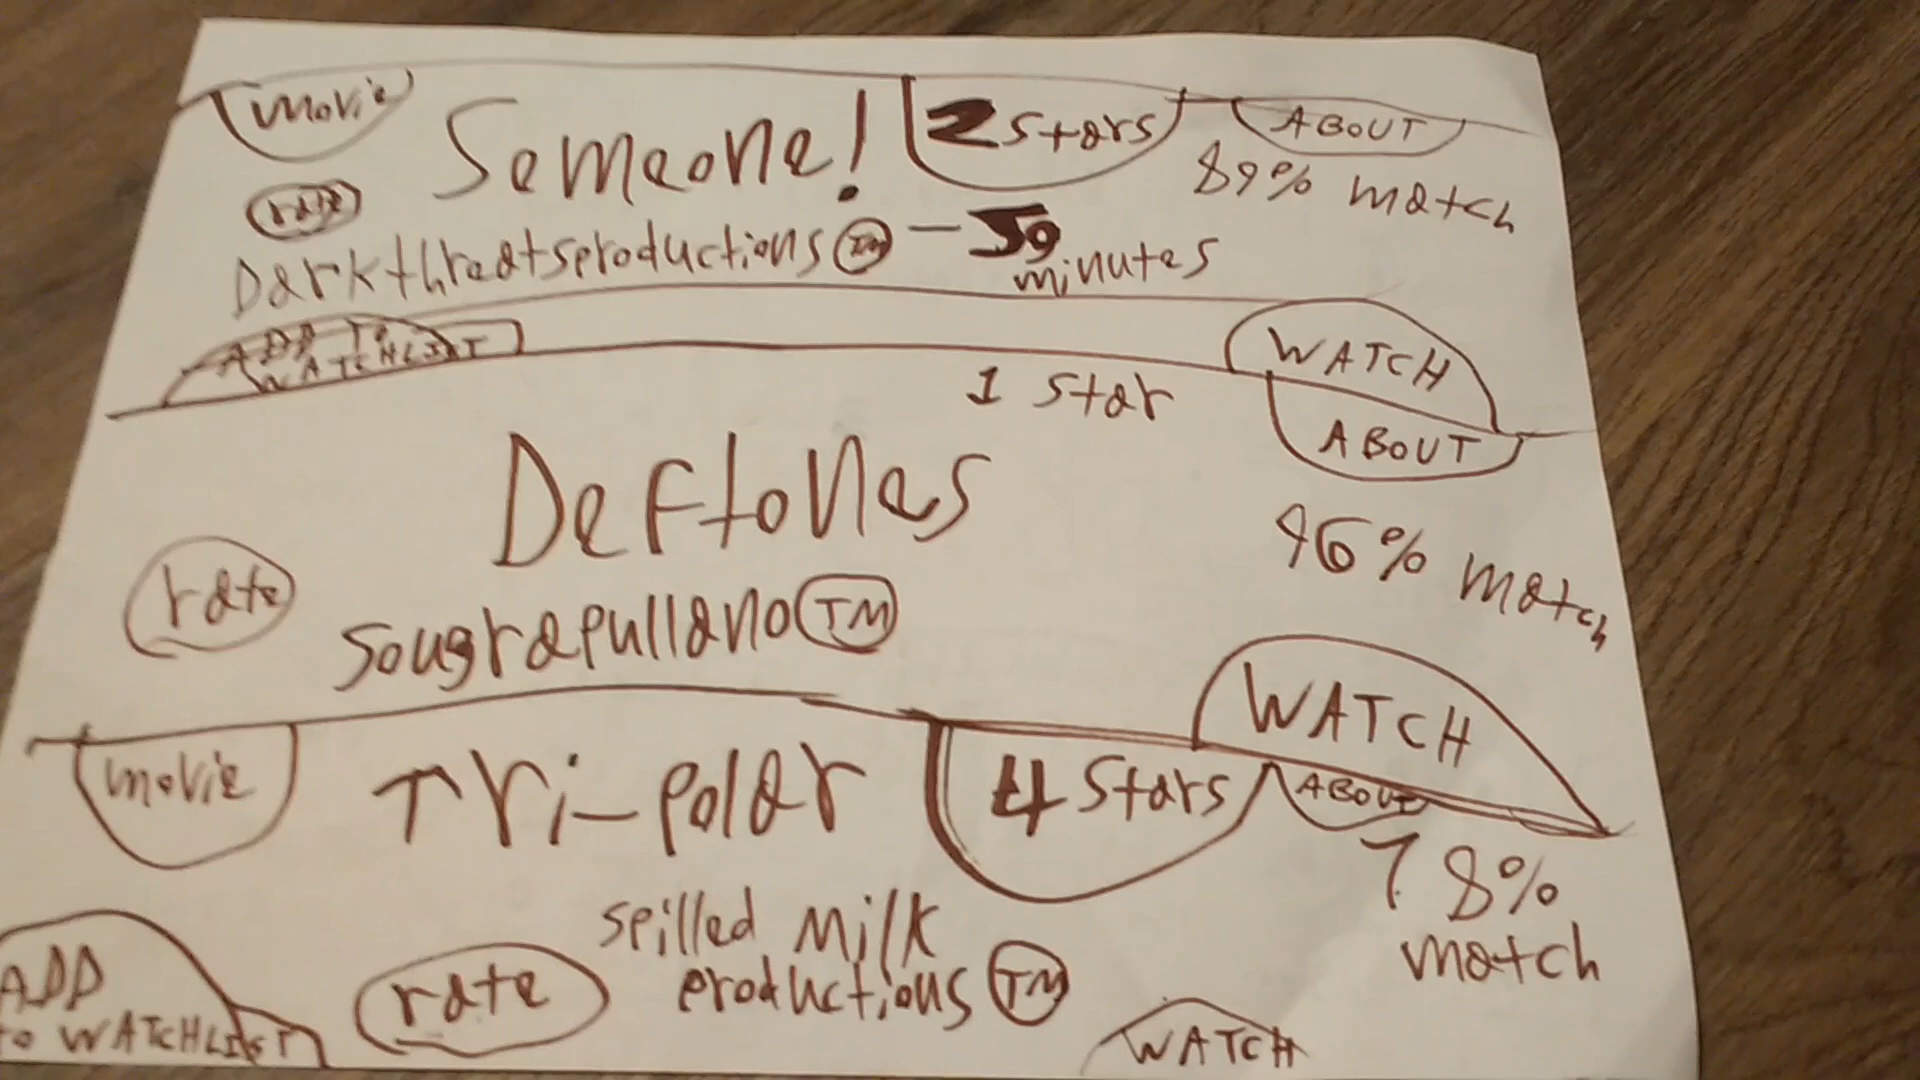 movie
Someone!
2 stars
ABOUT
89% match
rate
Darkthreatsproductions TM - 59
minutes
ADD TO
WATCHLIST
WATCH
1 star
ABOUT
Deftones
96% match
rate
sougrapullano TM
WATCH
movie
Tri-polar
4 stars
ABOUT
78%
match
spilled milk
productions TM
rate
ADD
to WATCHLIST
WATCH